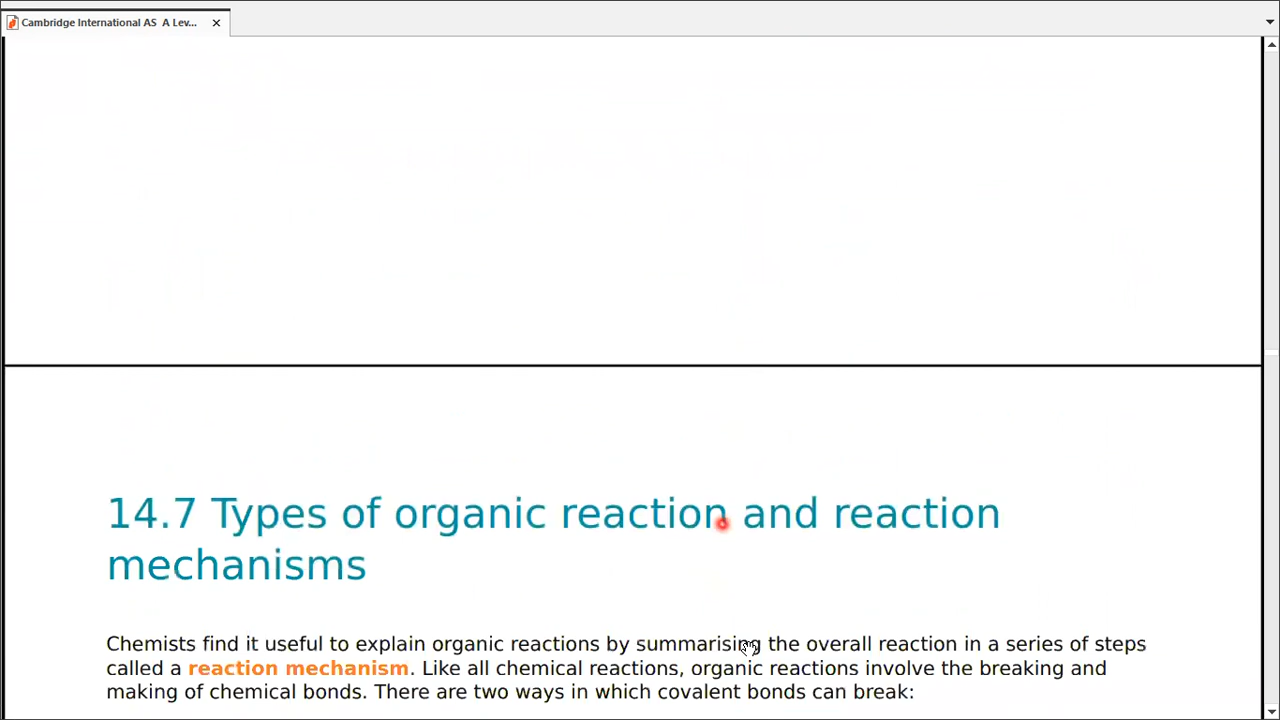 Cambridge International AS  A Lev...
14.7 Types of organic reaction and reaction
mechanisms
Chemists find it useful to explain organic reactions by summarising the overall reaction in a series of steps
called a reaction mechanism. Like all chemical reactions, organic reactions involve the breaking and
making of chemical bonds. There are two ways in which covalent bonds can break: